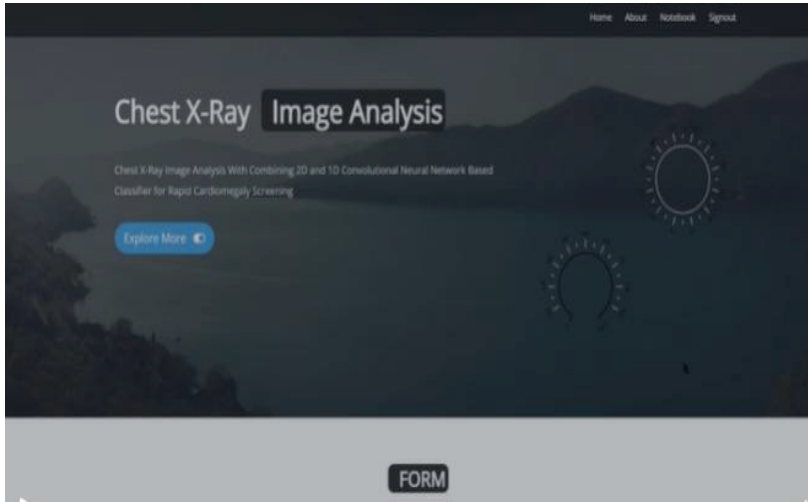 Home About Notebook Signout
Chest X-Ray Image Analysis
Chest X-Ray Image Analysis With Combining 2D and 1D Convolutional Neural Network Based
Classifier for Rapid Cardiomegaly Screening
Explore More
FORM